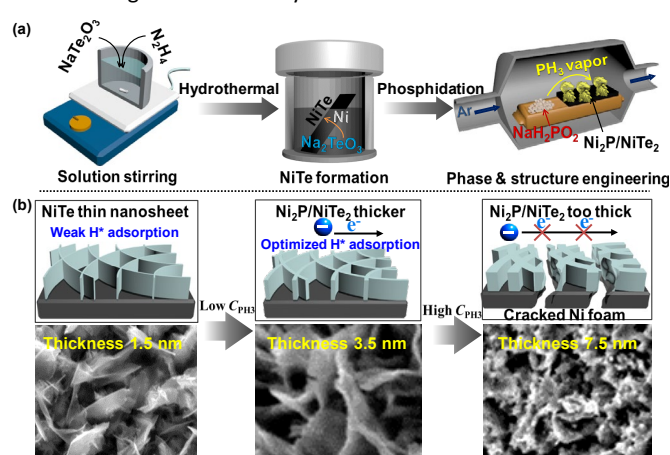 (a)
NaTe₂O₃
N₂H₄
Hydrothermal
NiTe
Ni
Na₂TeO₃
Phosphidation
PH₃ vapor
Ar
NaH₂PO₂
Ni₂P/NiTe₂
Solution stirring
NiTe formation
Phase & structure engineering
(b)
NiTe thin nanosheet
Weak H* adsorption
Ni₂P/NiTe₂ thicker
e⁻
Optimized H* adsorption
Ni₂P/NiTe₂ too thick
e⁻ e⁻
Low C_PH3
High C_PH3
Cracked Ni foam
Thickness 1.5 nm
Thickness 3.5 nm
Thickness 7.5 nm